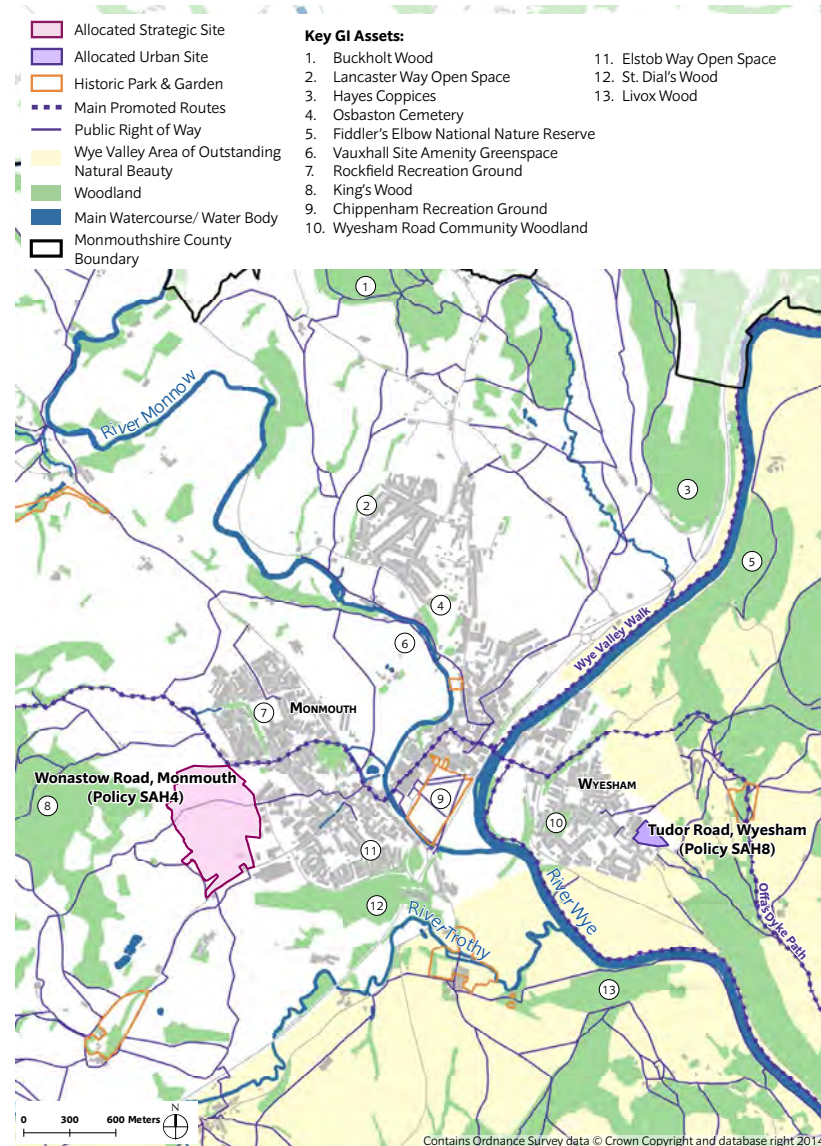 Allocated Strategic Site
Allocated Urban Site
Historic Park & Garden
Main Promoted Routes
Public Right of Way
Wye Valley Area of Outstanding
Natural Beauty
Woodland
Main Watercourse/ Water Body
Monmouthshire County
Boundary
Key GI Assets:
1. Buckholt Wood
2. Lancaster Way Open Space
3. Hayes Coppices
4. Osbaston Cemetery
5. Fiddler's Elbow National Nature Reserve
6. Vauxhall Site Amenity Greenspace
7. Rockfield Recreation Ground
8. King's Wood
9. Chippenham Recreation Ground
10. Wyesham Road Community Woodland
11. Elstob Way Open Space
12. St. Dial's Wood
13. Livox Wood
1
River Monnow
2
3
5
4
6
Wye Valley Walk
7
Monmouth
Wonastow Road, Monmouth
(Policy SAH4)
8
9
Wyesham
10
Tudor Road, Wyesham
(Policy SAH8)
11
12
River Trothy
River Wye
Offa's Dyke Path
13
0 300 600 Meters
N
Contains Ordnance Survey data © Crown Copyright and database right 2014